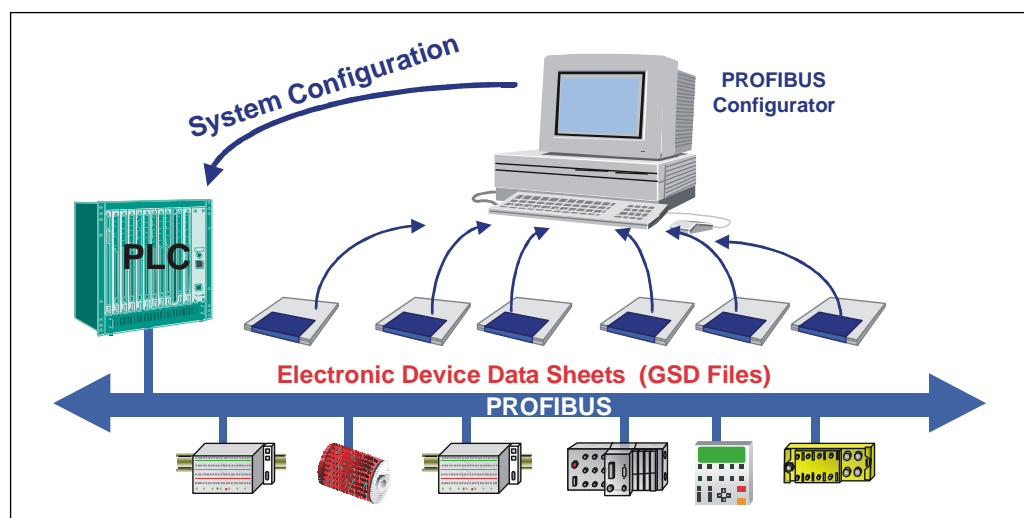 System Configuration
PROFIBUS
Configurator
PLC
Electronic Device Data Sheets (GSD Files)
PROFIBUS